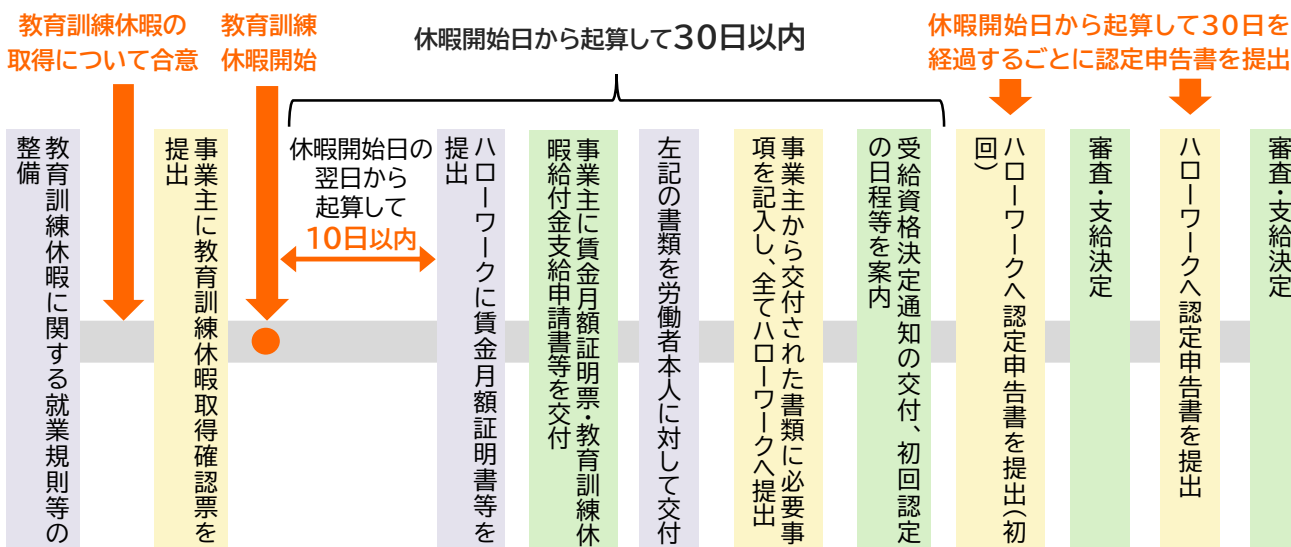 教育訓練休暇の
取得について合意
教育訓練
休暇開始
休暇開始日から起算して30日以内
休暇開始日から起算して30日を
経過するごとに認定申告書を提出
教育訓練休暇に関する就業規則等の
整備
事業主に教育訓練休暇取得確認票を
提出
休暇開始日の
翌日から
起算して
10日以内
ハローワークに賃金月額証明書等を
提出
事業主に賃金月額証明票・教育訓練休
暇給付金支給申請書等を交付
左記の書類を労働者本人に対して交付
事業主から交付された書類に必要事
項を記入し、全てハローワークへ提出
受給資格決定通知の交付、初回認定
の日程等を案内
ハローワークへ認定申告書を提出(初
回)
審査・支給決定
ハローワークへ認定申告書を提出
審査・支給決定